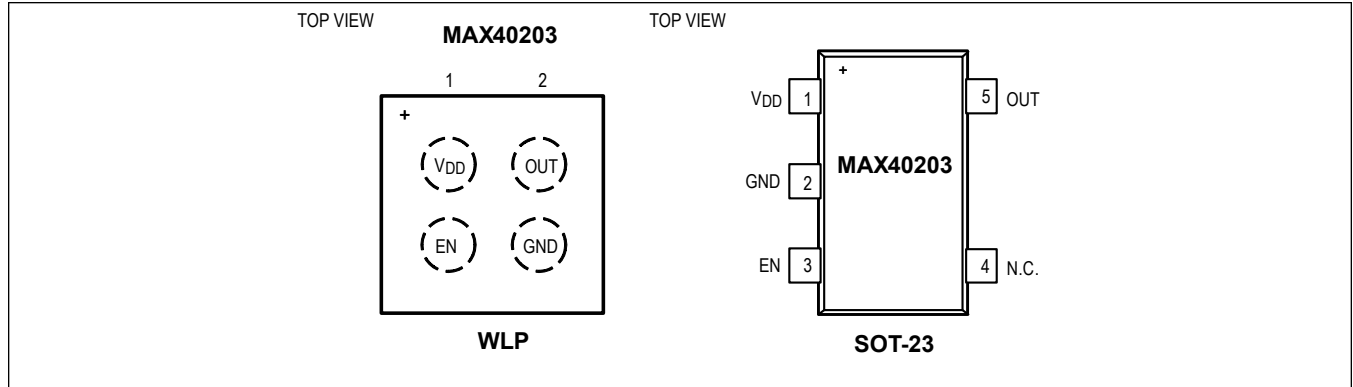 TOP VIEW
MAX40203
1 2
+
VDD OUT
EN GND
WLP
TOP VIEW
+
VDD 1
5 OUT
MAX40203
GND 2
EN 3
4 N.C.
SOT-23